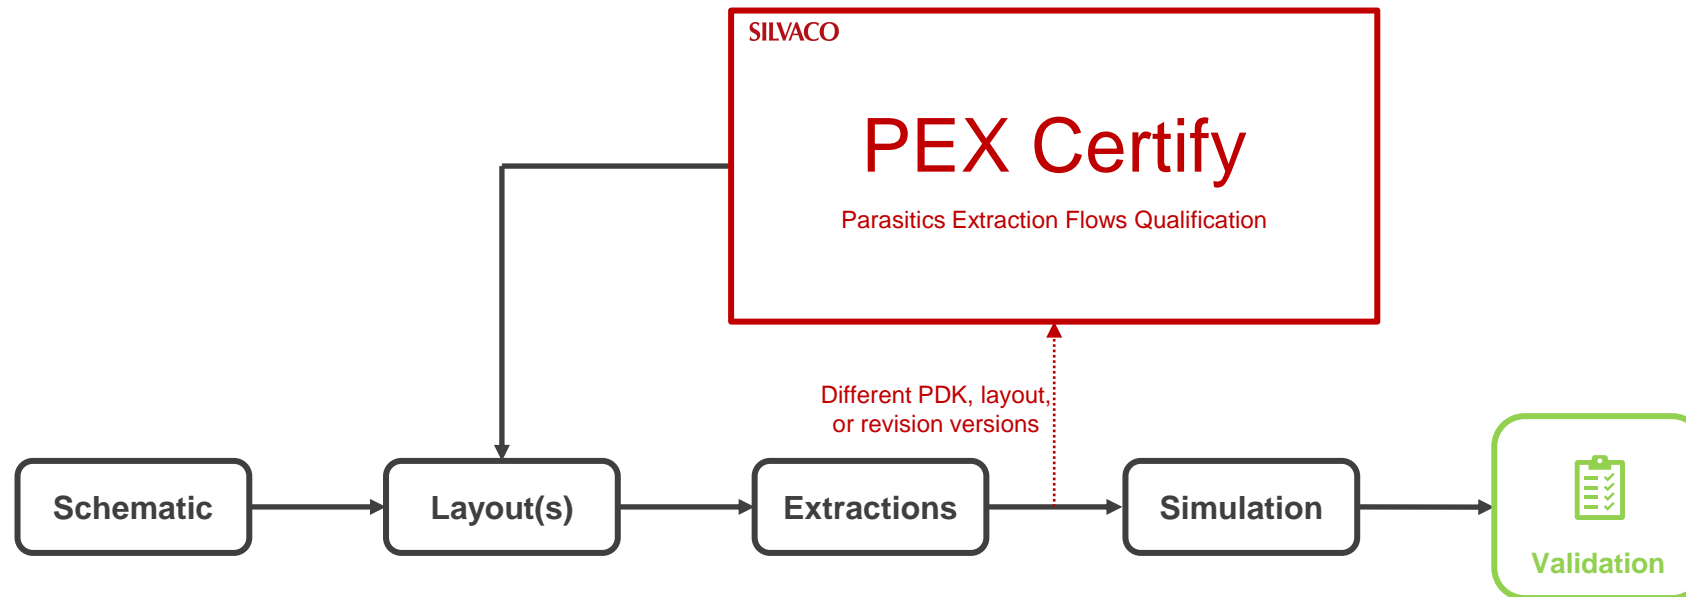 SILVACO
PEX Certify
Parasitics Extraction Flows Qualification
Different PDK, layout,
or revision versions
Schematic
Layout(s)
Extractions
Simulation
Validation